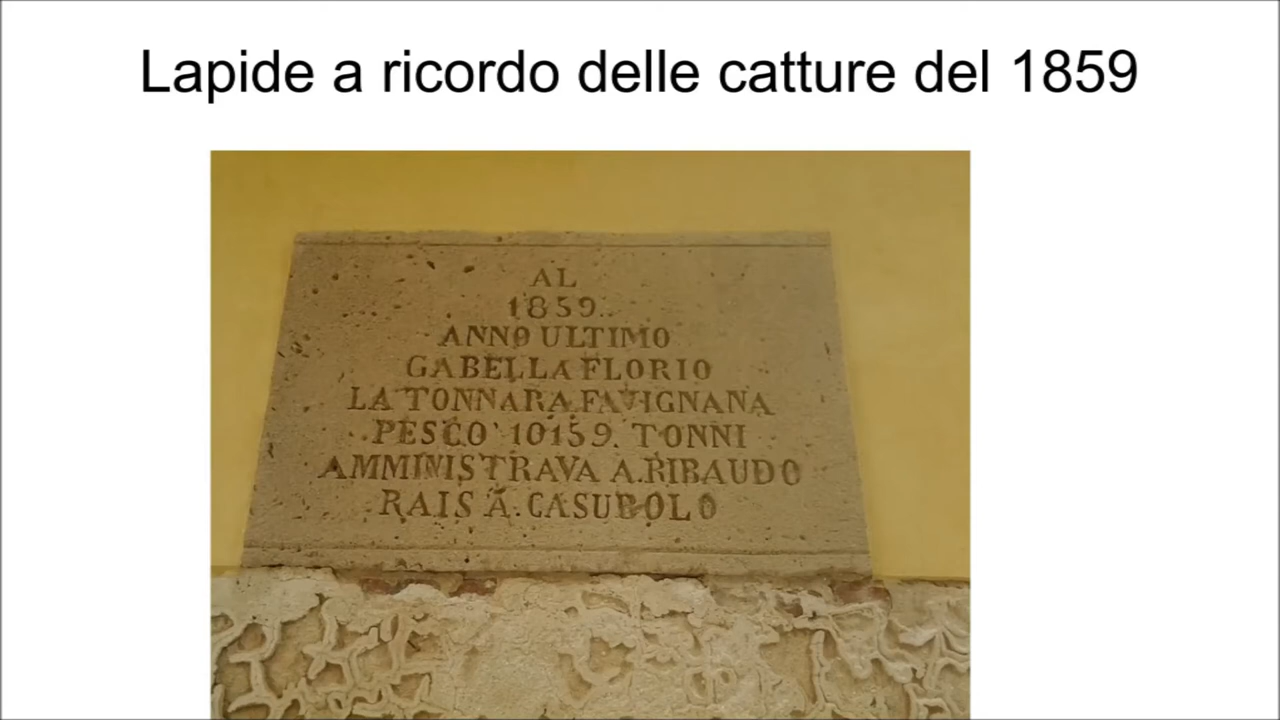 Lapide a ricordo delle catture del 1859
AL
1859.
ANNO ULTIMO
GABELLA FLORIO
LA TONNARA FAVIGNANA
PESCO' 10159. TONNI
AMMINISTRAVA A.RIBAUDO
RAIS A. CASUBOLO